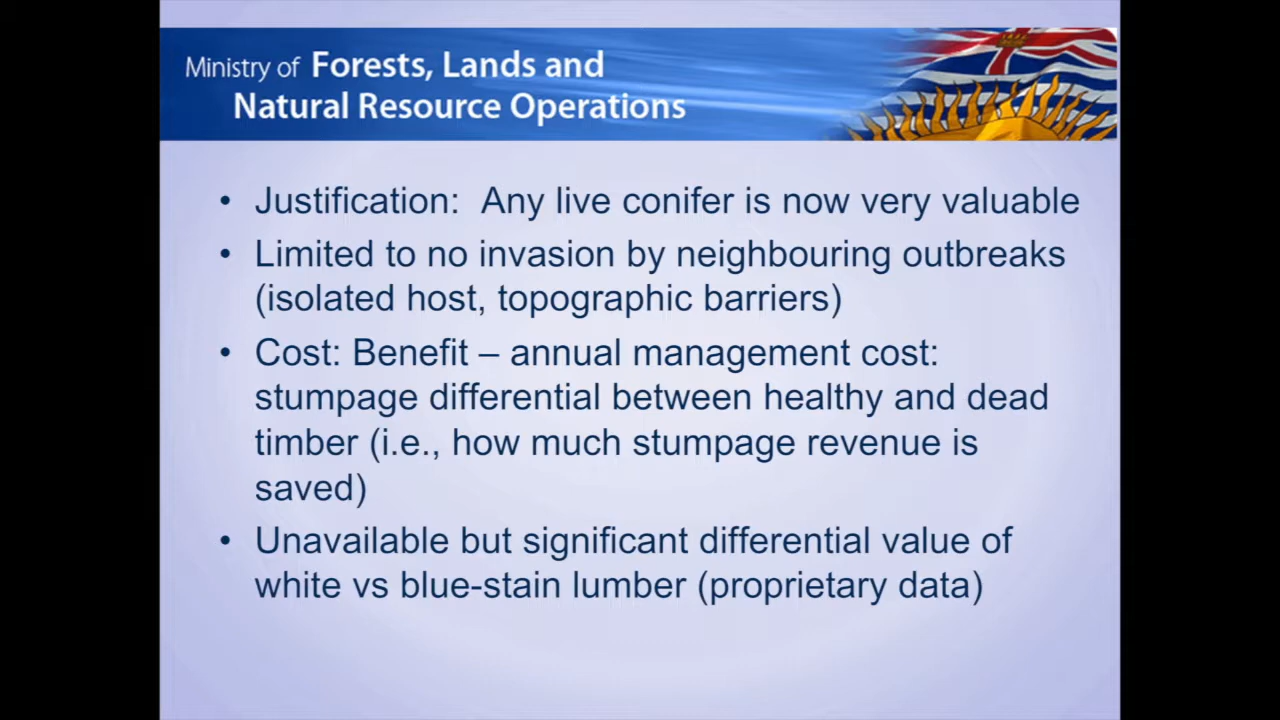 Ministry of Forests, Lands and
Natural Resource Operations
• Justification: Any live conifer is now very valuable
• Limited to no invasion by neighbouring outbreaks
(isolated host, topographic barriers)
• Cost: Benefit – annual management cost:
stumpage differential between healthy and dead
timber (i.e., how much stumpage revenue is
saved)
• Unavailable but significant differential value of
white vs blue-stain lumber (proprietary data)